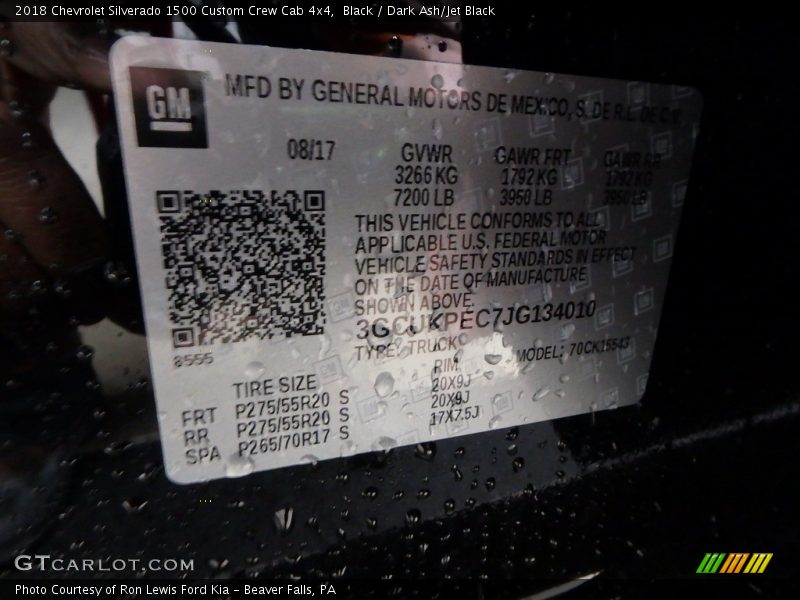 2018 Chevrolet Silverado 1500 Custom Crew Cab 4x4, Black / Dark Ash/Jet Black
GM
MFD BY GENERAL MOTORS DE MEXICO, S. DE R.L. DE C.V.
08/17 GVWR GAWR FRT GAWR RR
3266 KG 1792 KG 1792 KG
7200 LB 3950 LB 3950 LB
THIS VEHICLE CONFORMS TO ALL
APPLICABLE U.S. FEDERAL MOTOR
VEHICLE SAFETY STANDARDS IN EFFECT
ON THE DATE OF MANUFACTURE
SHOWN ABOVE.
3GCUKPEC7JG134010
8555 TYPE: TRUCK MODEL: 70CK15543
TIRE SIZE RIM
FRT P275/55R20 S 20X9J
RR P275/55R20 S 20X9J
SPA P265/70R17 S 17X7.5J
GTCARLOT.COM
Photo Courtesy of Ron Lewis Ford Kia - Beaver Falls, PA